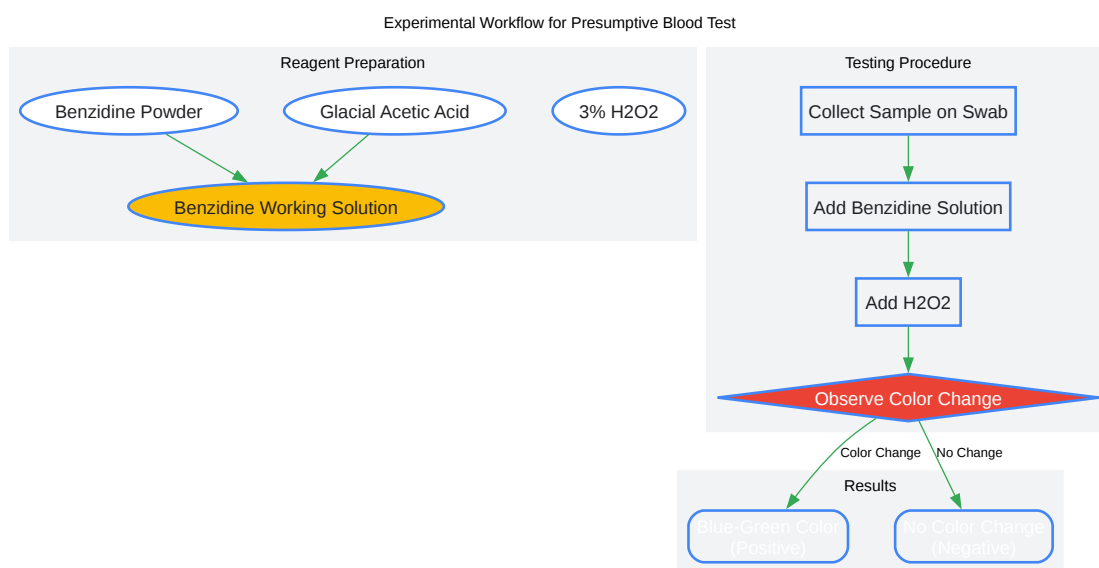 Experimental Workflow for Presumptive Blood Test
Reagent Preparation
Benzidine Powder
Glacial Acetic Acid
3% H2O2
Benzidine Working Solution
Testing Procedure
Collect Sample on Swab
Add Benzidine Solution
Add H2O2
Observe Color Change
Color Change
No Change
Results
Blue-Green Color
(Positive)
No Color Change
(Negative)